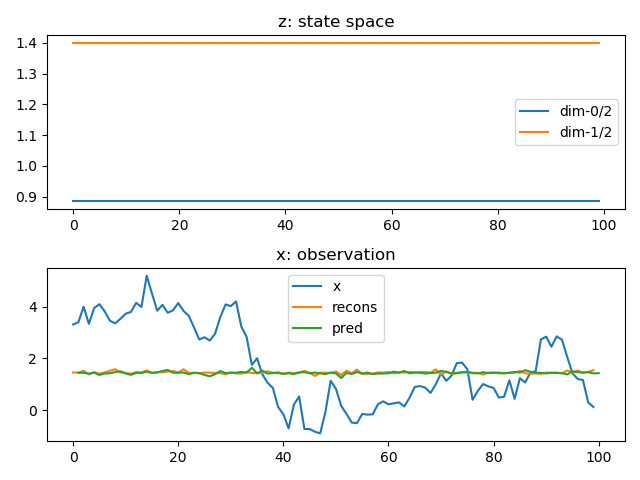 z: state space
1.4
1.3
1.2
1.1
1.0
0.9
dim-0/2
dim-1/2
0 20 40 60 80 100
x: observation
4
2
0
x
recons
pred
0 20 40 60 80 100